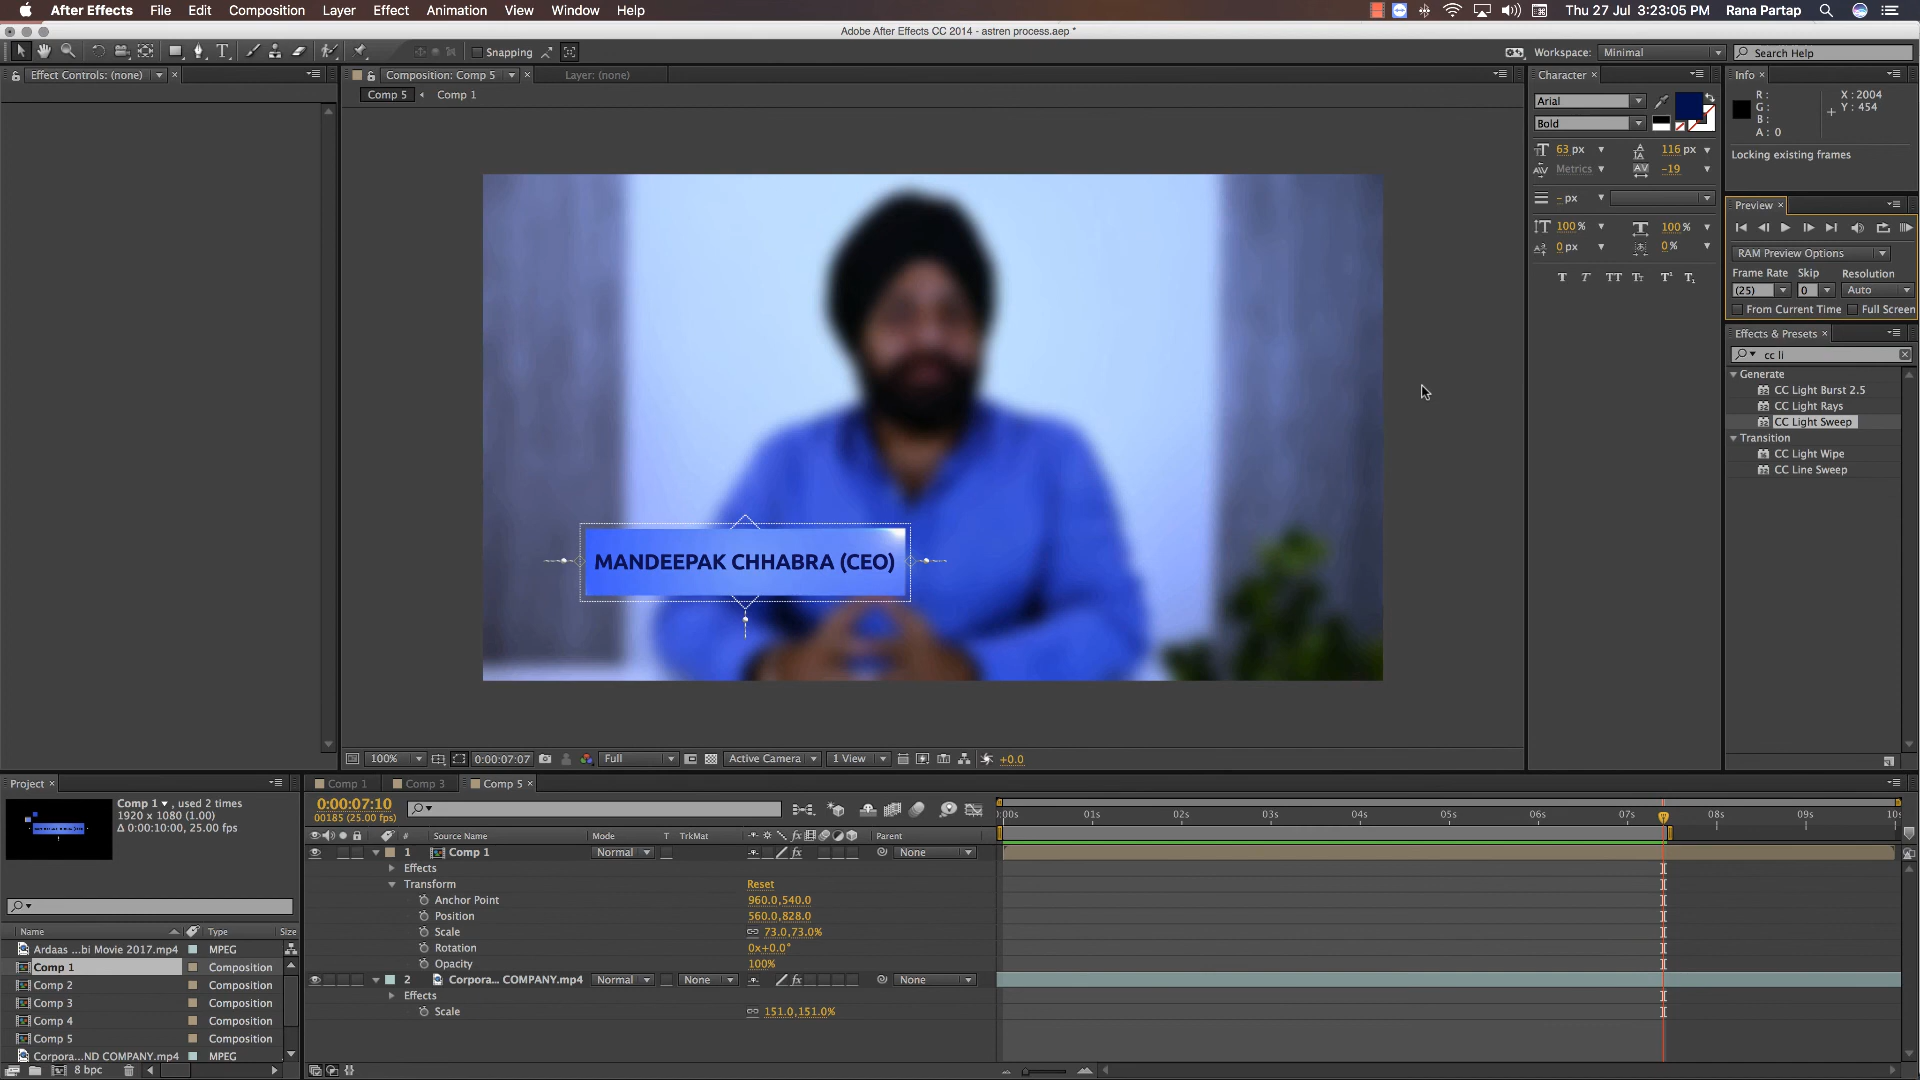 After Effects File Edit Composition Layer Effect Animation View Window Help Thu 27 Jul 3:23:05 PM Rana Partap
Adobe After Effects CC 2014 - astren process.aep *
Snapping Workspace: Minimal Search Help
Effect Controls: (none) Composition: Comp 5 Layer: (none) Character Info
Comp 5 Comp 1
Arial
Bold
R :
G :
B :
A : 0
X : 2004
Y : 454
63 px 116 px
Metrics -19
Locking existing frames
- px
100 % 100 %
0 px 0 %
T T TT Tт T¹ T₁
Preview
RAM Preview Options
Frame Rate Skip Resolution
(25) 0 Auto
From Current Time Full Screen
Effects & Presets
cc li
Generate
CC Light Burst 2.5
CC Light Rays
CC Light Sweep
Transition
CC Light Wipe
CC Line Sweep
MANDEEPAK CHHABRA (CEO)
100% 0:00:07:07 Full Active Camera 1 View +0.0
Project
Comp 1 , used 2 times
1920 x 1080 (1.00)
Δ 0:00:10:00, 25.00 fps
Name Type Size
Ardaas ...bi Movie 2017.mp4 MPEG
Comp 1 Composition
Comp 2 Composition
Comp 3 Composition
Comp 4 Composition
Comp 5 Composition
Corpora...ND COMPANY.mp4 MPEG
8 bpc
Comp 1 Comp 3 Comp 5
0:00:07:10
00185 (25.00 fps)
:00s 01s 02s 03s 04s 05s 06s 07s 08s 09s 10s
# Source Name Mode T TrkMat Parent
1 Comp 1 Normal None
Effects
Transform Reset
Anchor Point 960.0,540.0
Position 560.0,828.0
Scale 73.0,73.0%
Rotation 0x+0.0°
Opacity 100%
2 Corpora... COMPANY.mp4 Normal None None
Effects
Scale 151.0,151.0%